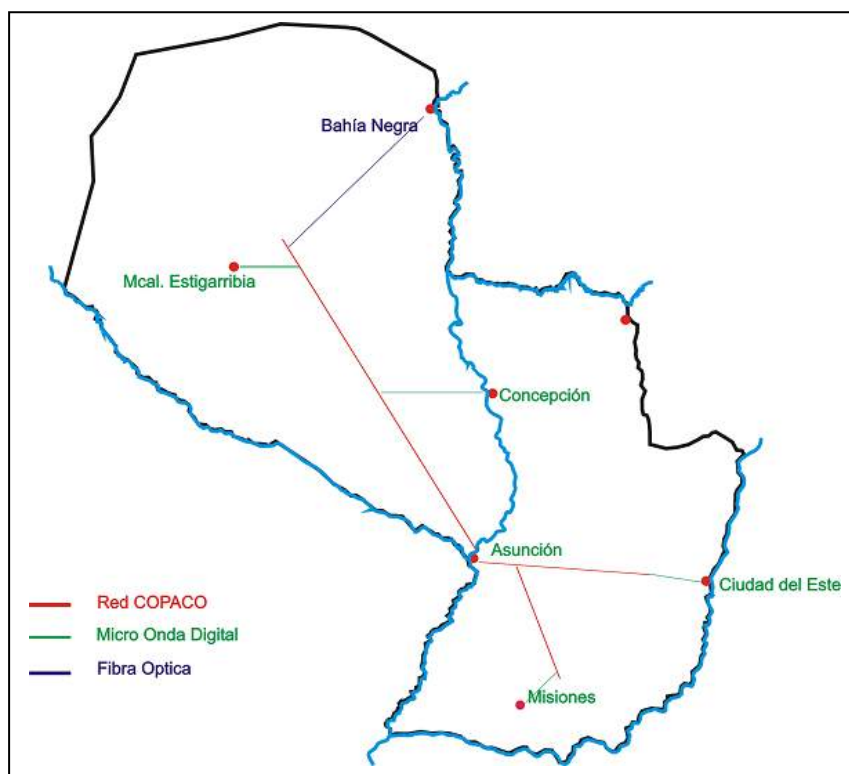 Bahía Negra
Mcal. Estigarribia
Concepción
Asunción
Ciudad del Este
Misiones
Red COPACO
Micro Onda Digital
Fibra Optica